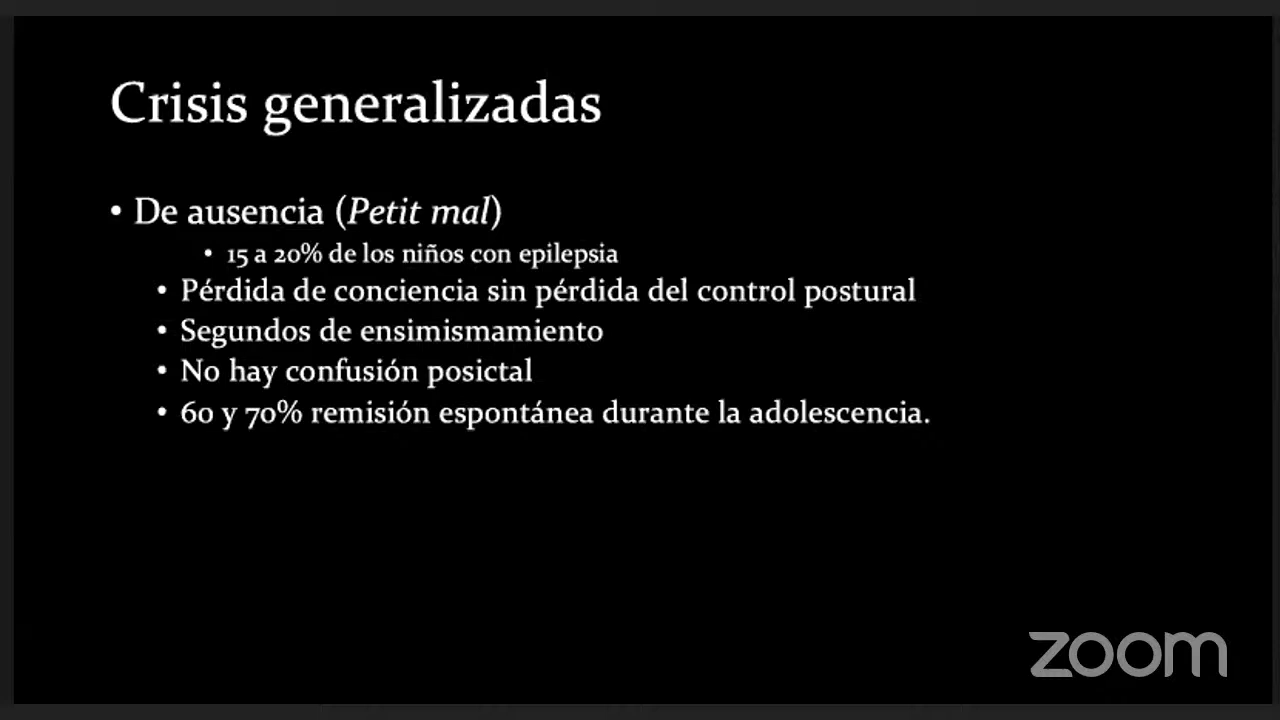 Crisis generalizadas
• De ausencia (Petit mal)
• 15 a 20% de los niños con epilepsia
• Pérdida de conciencia sin pérdida del control postural
• Segundos de ensimismamiento
• No hay confusión posictal
• 60 y 70% remisión espontánea durante la adolescencia.
zoom